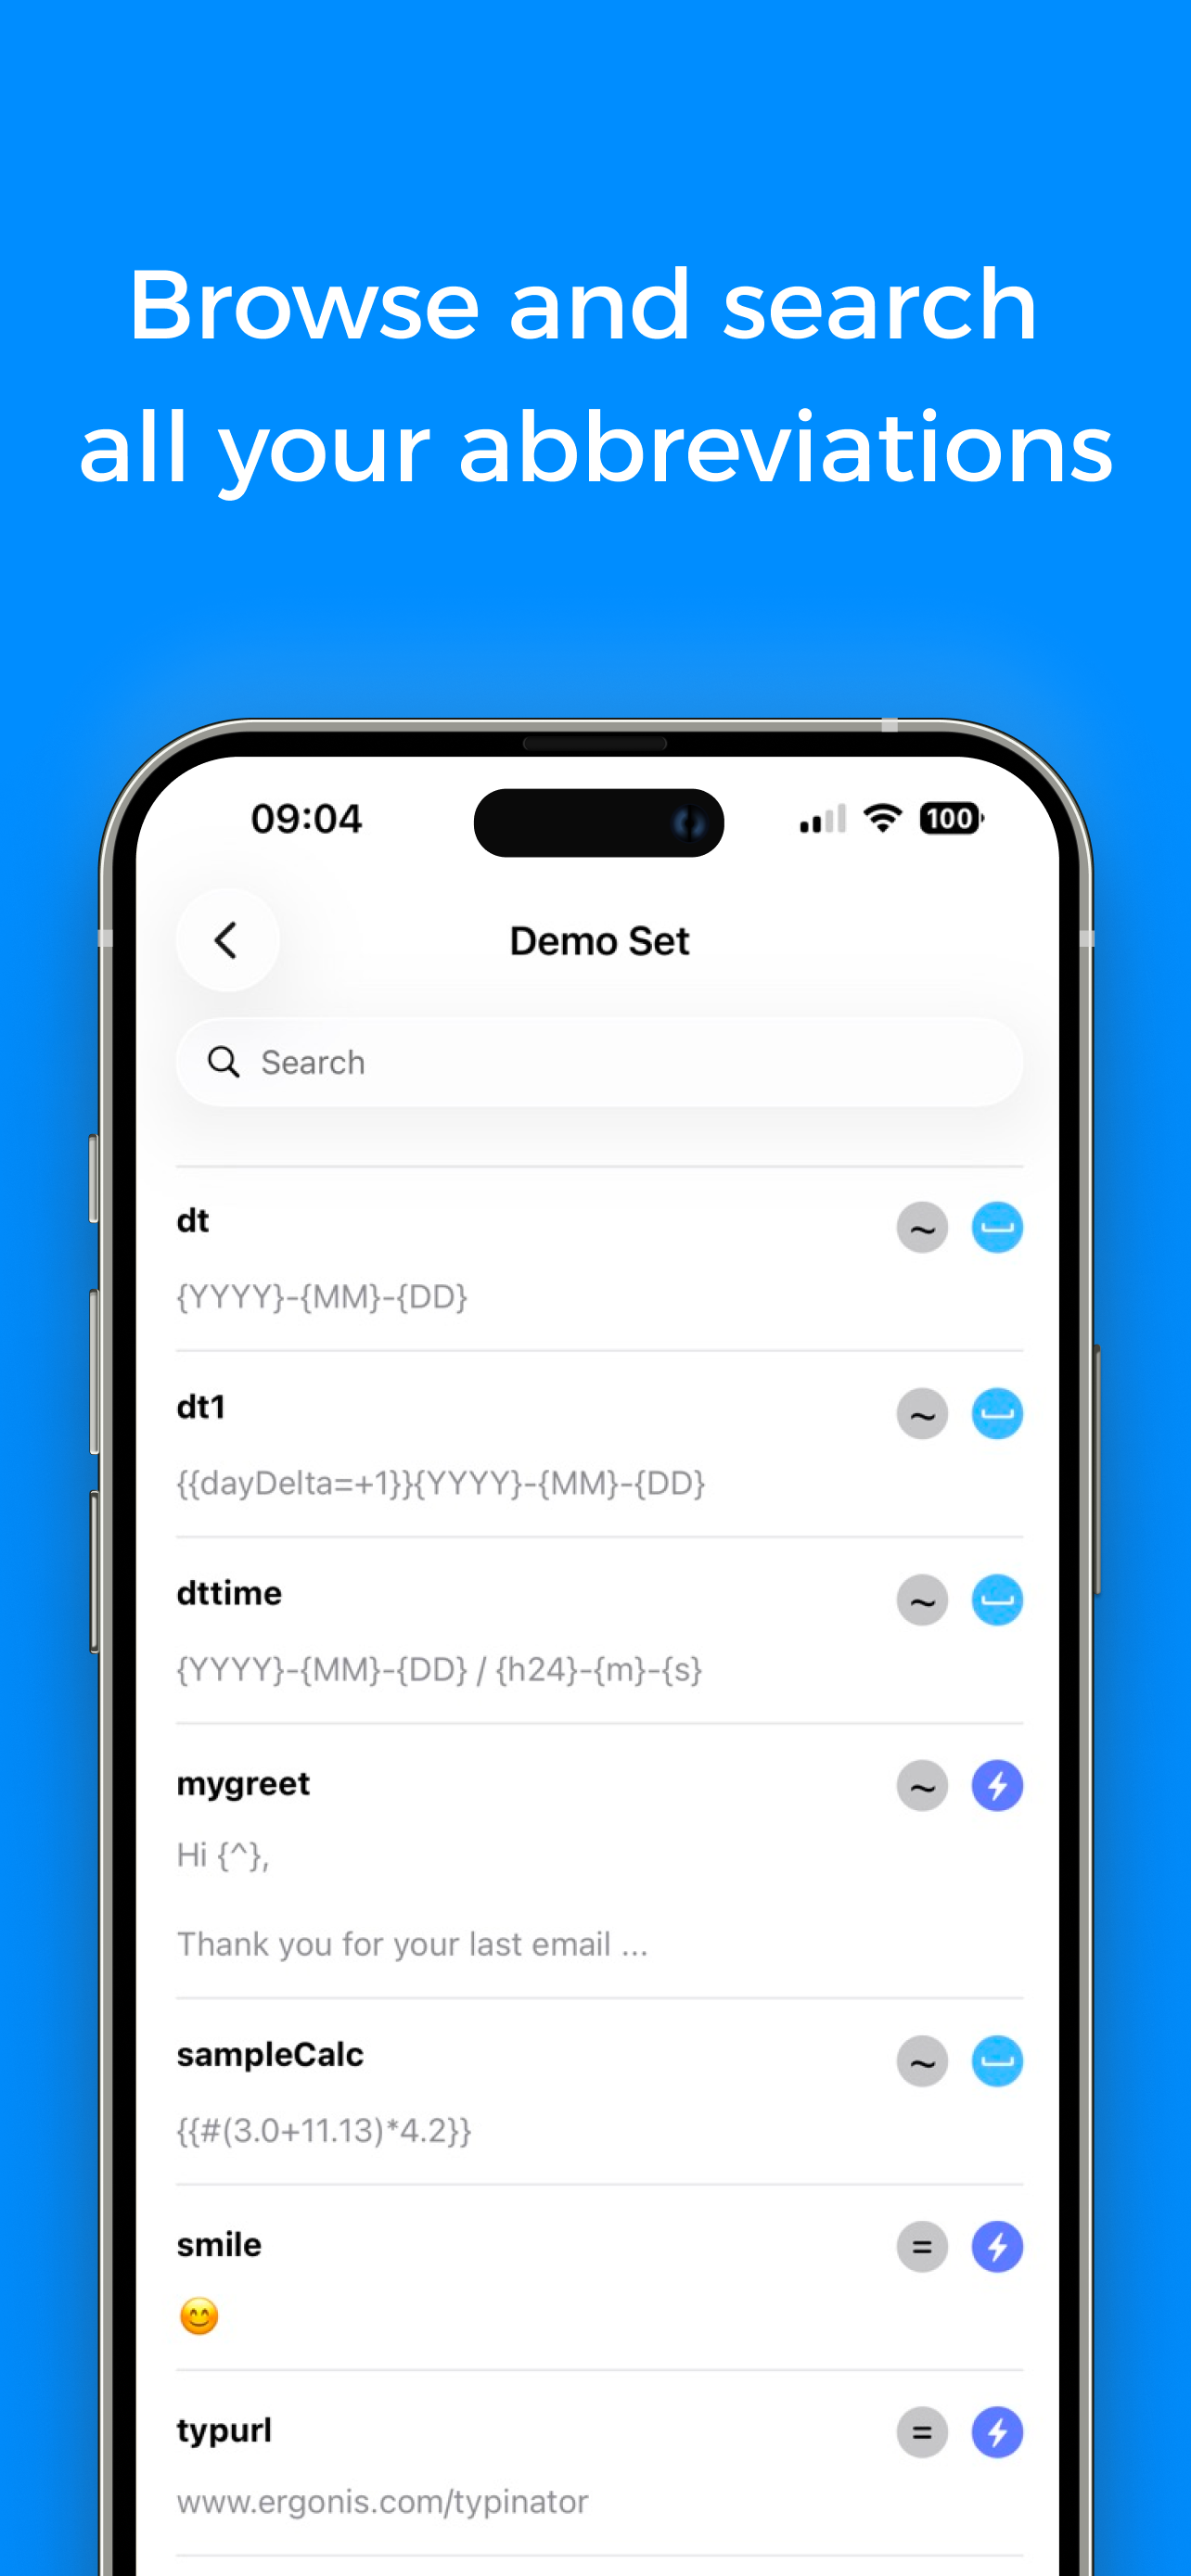 Browse and search
all your abbreviations
09:04
100
Demo Set
Search
dt
~
{YYYY}-{MM}-{DD}
dt1
~
{{dayDelta=+1}}{YYYY}-{MM}-{DD}
dttime
~
{YYYY}-{MM}-{DD} / {h24}-{m}-{s}
mygreet
~
Hi {^},
Thank you for your last email ...
sampleCalc
~
{{#(3.0+11.13)*4.2}}
smile
=
😊
typurl
=
www.ergonis.com/typinator